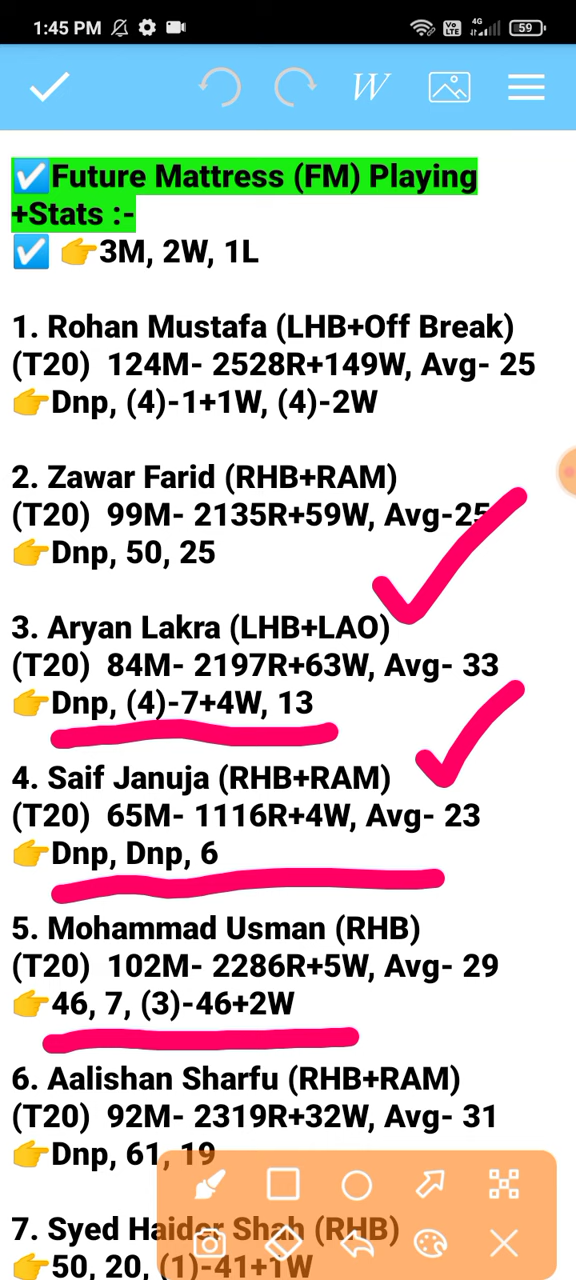 1:45 PM
Vo LTE
4G
59
W
✅Future Mattress (FM) Playing
+Stats :-
✅ 👉3M, 2W, 1L
1. Rohan Mustafa (LHB+Off Break)
(T20) 124M- 2528R+149W, Avg- 25
👉Dnp, (4)-1+1W, (4)-2W
2. Zawar Farid (RHB+RAM)
(T20) 99M- 2135R+59W, Avg-25
👉Dnp, 50, 25
3. Aryan Lakra (LHB+LAO)
(T20) 84M- 2197R+63W, Avg- 33
👉Dnp, (4)-7+4W, 13
4. Saif Januja (RHB+RAM)
(T20) 65M- 1116R+4W, Avg- 23
👉Dnp, Dnp, 6
5. Mohammad Usman (RHB)
(T20) 102M- 2286R+5W, Avg- 29
👉46, 7, (3)-46+2W
6. Aalishan Sharfu (RHB+RAM)
(T20) 92M- 2319R+32W, Avg- 31
👉Dnp, 61, 19
7. Syed Haider Shah (RHB)
👉50, 20, (1)-41+1W